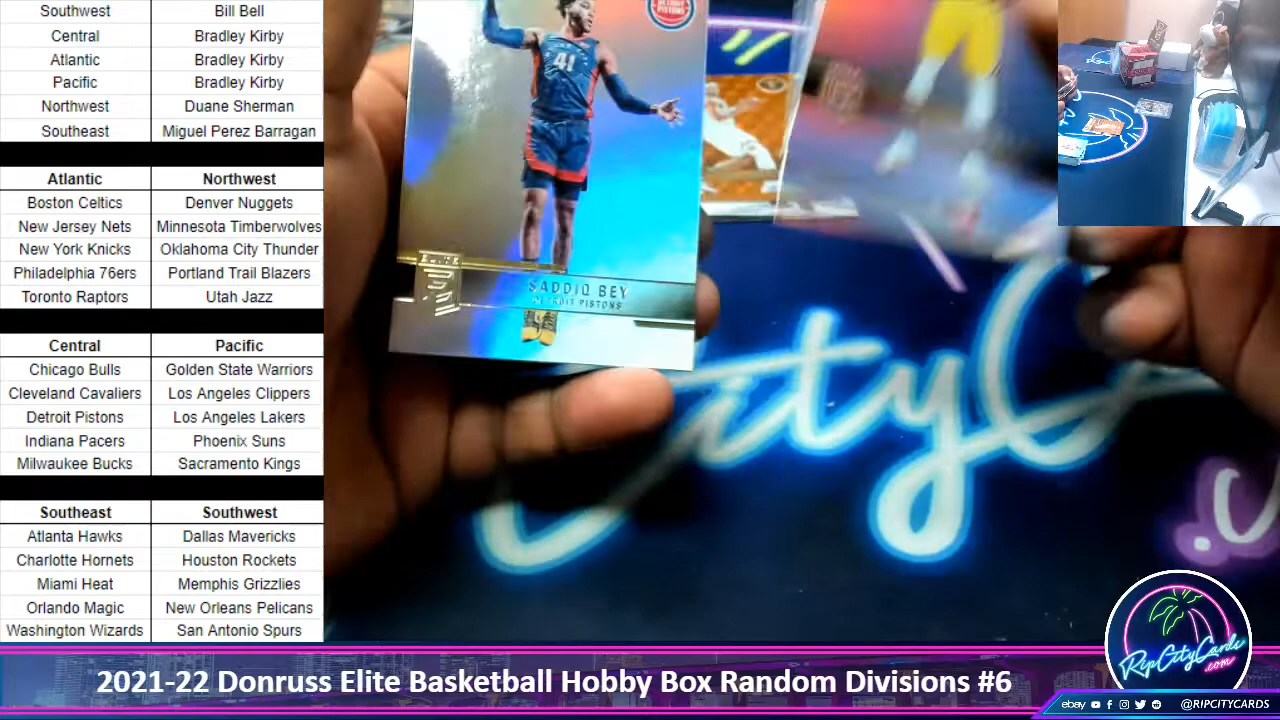 Southwest Bill Bell
Central Bradley Kirby
Atlantic Bradley Kirby
Pacific Bradley Kirby
Northwest Duane Sherman
Southeast Miguel Perez Barragan
Atlantic Northwest
Boston Celtics Denver Nuggets
New Jersey Nets Minnesota Timberwolves
New York Knicks Oklahoma City Thunder
Philadelphia 76ers Portland Trail Blazers
Toronto Raptors Utah Jazz
Central Pacific
Chicago Bulls Golden State Warriors
Cleveland Cavaliers Los Angeles Clippers
Detroit Pistons Los Angeles Lakers
Indiana Pacers Phoenix Suns
Milwaukee Bucks Sacramento Kings
Southeast Southwest
Atlanta Hawks Dallas Mavericks
Charlotte Hornets Houston Rockets
Miami Heat Memphis Grizzlies
Orlando Magic New Orleans Pelicans
Washington Wizards San Antonio Spurs
41
PISTONS
ELITE
SADDIQ BEY
DETROIT PISTONS
ityC
.c
RipCityCards
.com
2021-22 Donruss Elite Basketball Hobby Box Random Divisions #6
ebay @RIPCITYCARDS